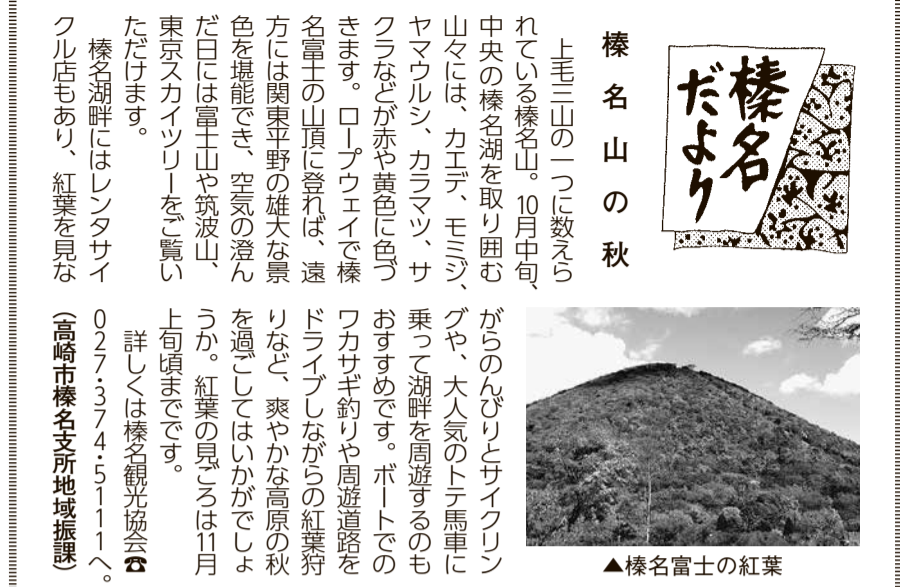 榛名
だより
榛名山の秋
　上毛三山の一つに数えら
れている榛名山。10月中旬、
中央の榛名湖を取り囲む
山々には、カエデ、モミジ、
ヤマウルシ、カラマツ、サ
クラなどが赤や黄色に色づ
きます。ロープウェイで榛
名富士の山頂に登れば、遠
方には関東平野の雄大な景
色を堪能でき、空気の澄ん
だ日には富士山や筑波山、
東京スカイツリーをご覧い
ただけます。
　榛名湖畔にはレンタサイ
クル店もあり、紅葉を見な
がらのんびりとサイクリン
グや、大人気のトテ馬車に
乗って湖畔を周遊するのも
おすすめです。ボートでの
ワカサギ釣りや周遊道路を
ドライブしながらの紅葉狩
りなど、爽やかな高原の秋
を過ごしてはいかがでしょ
うか。紅葉の見ごろは11月
上旬頃までです。
　詳しくは榛名観光協会☎
027・374・5111へ。
（高崎市榛名支所地域振課）
▲榛名富士の紅葉